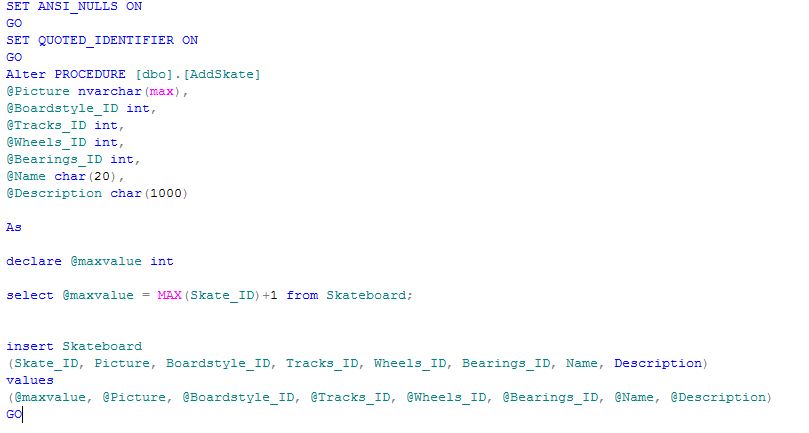 SET ANSI_NULLS ON
GO
SET QUOTED_IDENTIFIER ON
GO
Alter PROCEDURE [dbo].[AddSkate]
@Picture nvarchar(max),
@Boardstyle_ID int,
@Tracks_ID int,
@Wheels_ID int,
@Bearings_ID int,
@Name char(20),
@Description char(1000)
As
declare @maxvalue int
select @maxvalue = MAX(Skate_ID)+1 from Skateboard;
insert Skateboard
(Skate_ID, Picture, Boardstyle_ID, Tracks_ID, Wheels_ID, Bearings_ID, Name, Description)
values
(@maxvalue, @Picture, @Boardstyle_ID, @Tracks_ID, @Wheels_ID, @Bearings_ID, @Name, @Description)
GO